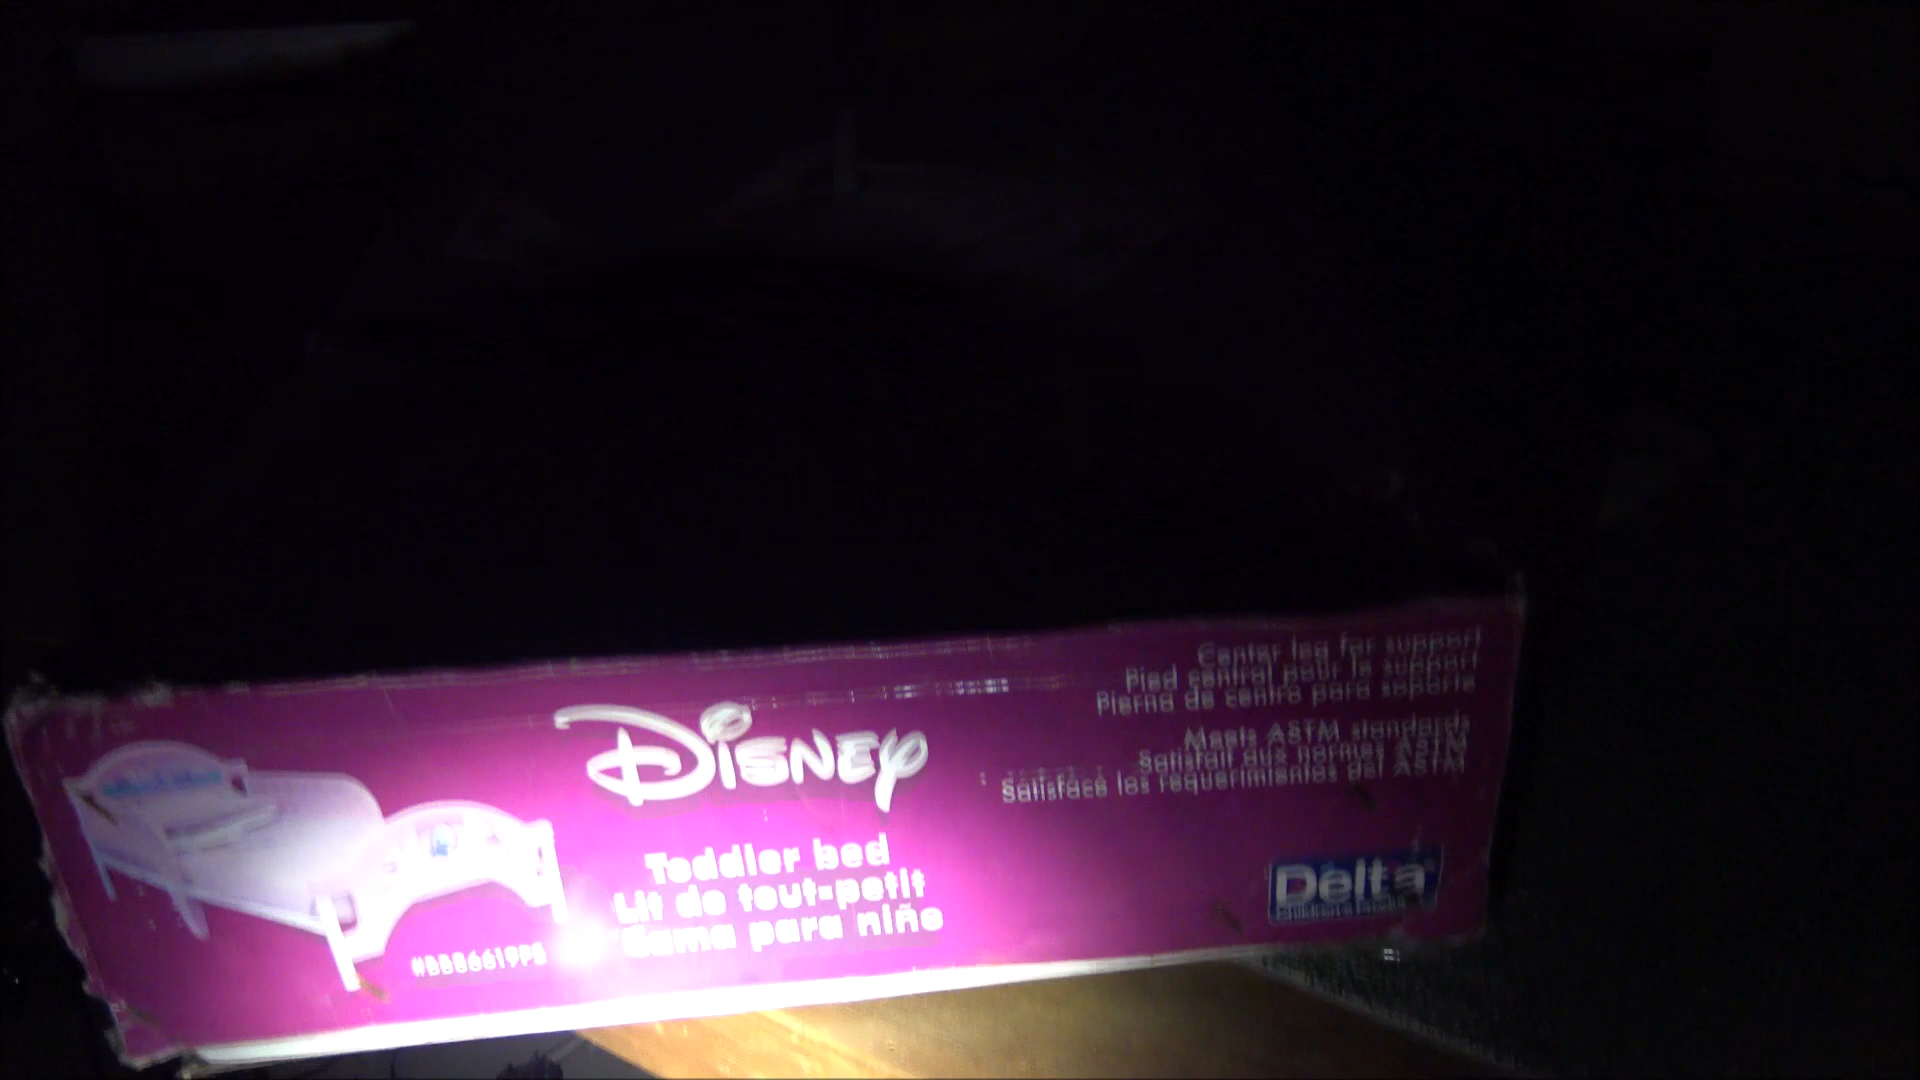 Center leg for support
Pied central pour le support
Pierna de centro para soporte
Meets ASTM standards
Satisfait aux normes ASTM
Satisface los requerimientos del ASTM
Disney
Toddler bed
Lit de tout-petit
Cama para niño
#BB86619PS
Delta